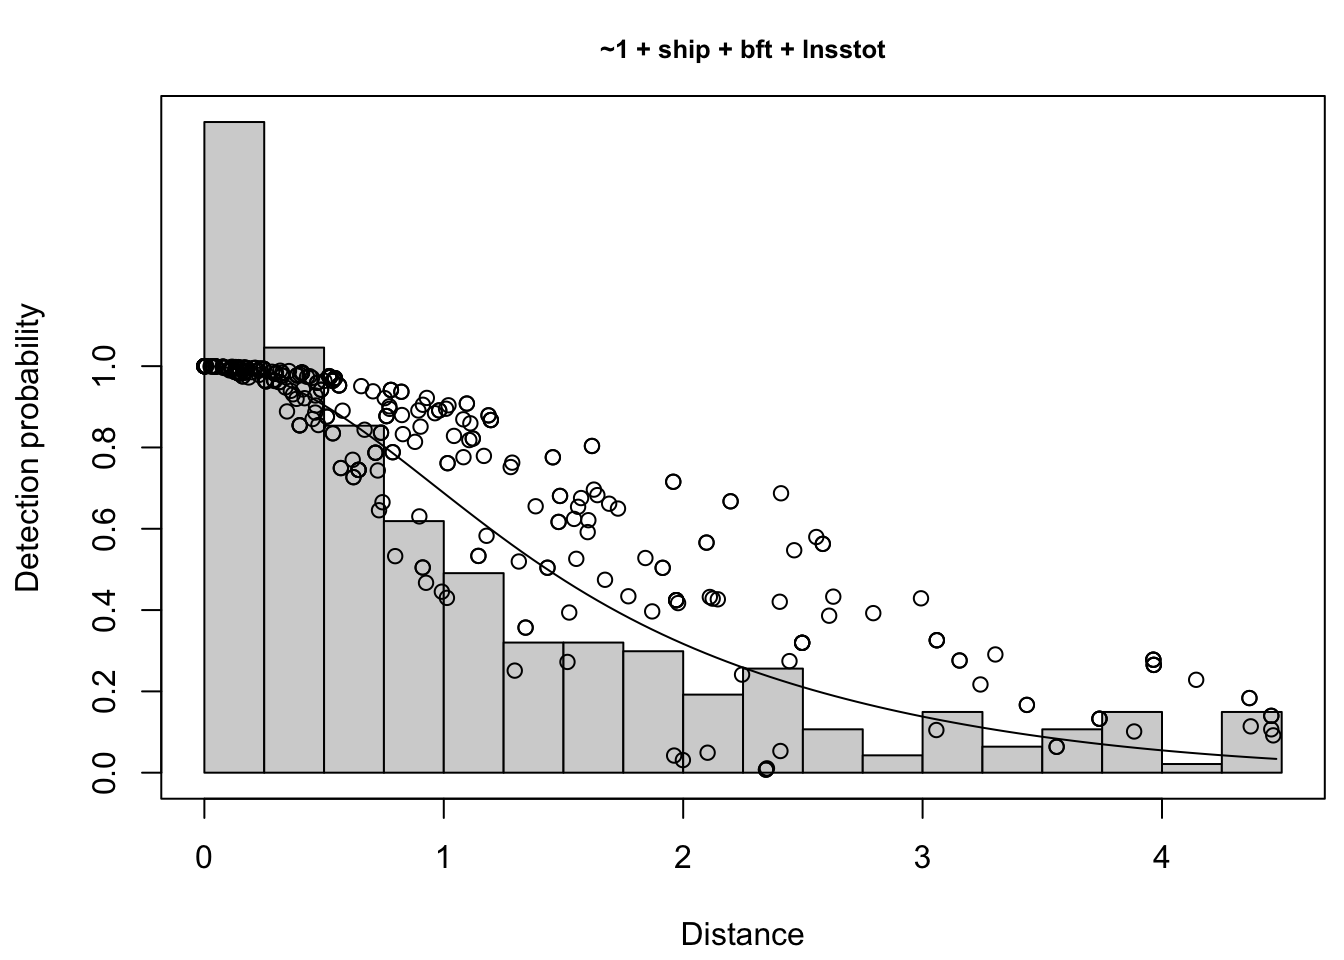 ~1 + ship + bft + lnsstot
Detection probability
1.0
0.8
0.6
0.4
0.2
0.0
0 1 2 3 4
Distance